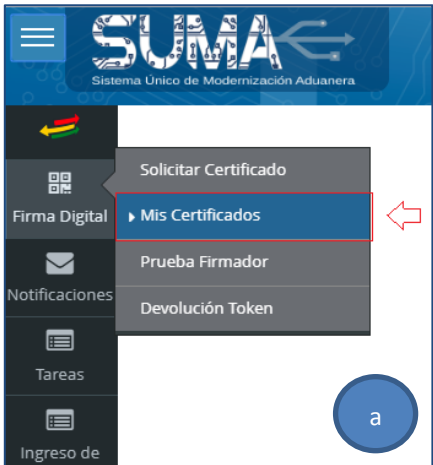 SUMA
Sistema Único de Modernización Aduanera
Firma Digital
Solicitar Certificado
Mis Certificados
Prueba Firmador
Devolución Token
Notificaciones
Tareas
Ingreso de
a